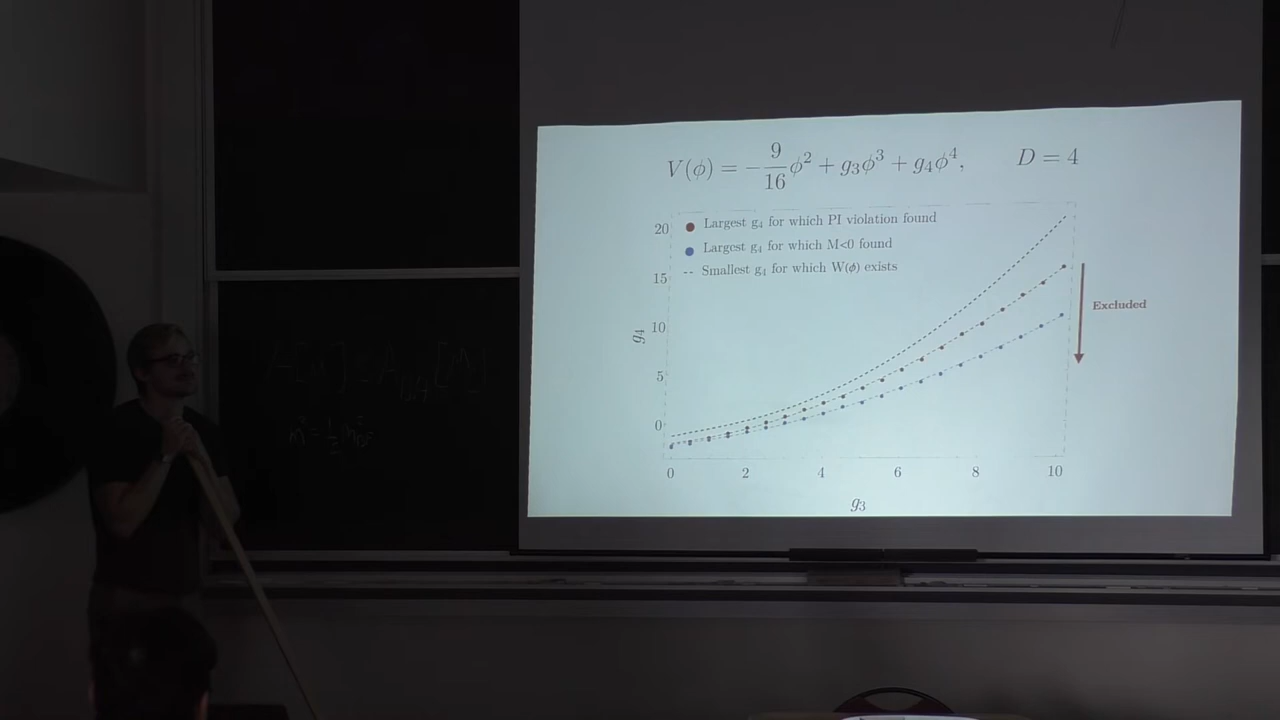 V(φ) = −9/16 φ² + g₃φ³ + g₄φ⁴, D = 4
Largest g₄ for which PI violation found
Largest g₄ for which M<0 found
-- Smallest g₄ for which W(φ) exists
20
15
10
5
0
g₄
Excluded
0 2 4 6 8 10
g₃